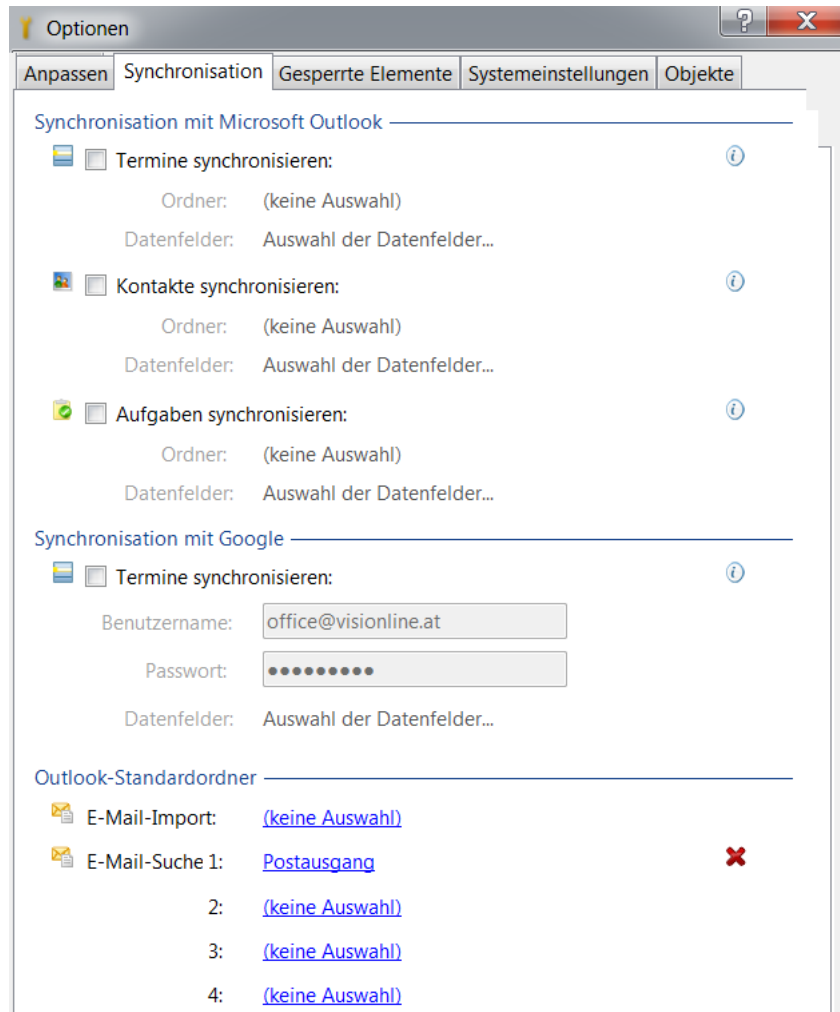 Optionen
Anpassen Synchronisation Gesperrte Elemente Systemeinstellungen Objekte
Synchronisation mit Microsoft Outlook
Termine synchronisieren:
Ordner: (keine Auswahl)
Datenfelder: Auswahl der Datenfelder...
Kontakte synchronisieren:
Ordner: (keine Auswahl)
Datenfelder: Auswahl der Datenfelder...
Aufgaben synchronisieren:
Ordner: (keine Auswahl)
Datenfelder: Auswahl der Datenfelder...
Synchronisation mit Google
Termine synchronisieren:
Benutzername: office@visionline.at
Passwort: ●●●●●●●●●
Datenfelder: Auswahl der Datenfelder...
Outlook-Standardordner
E-Mail-Import: (keine Auswahl)
E-Mail-Suche 1: Postausgang
2: (keine Auswahl)
3: (keine Auswahl)
4: (keine Auswahl)